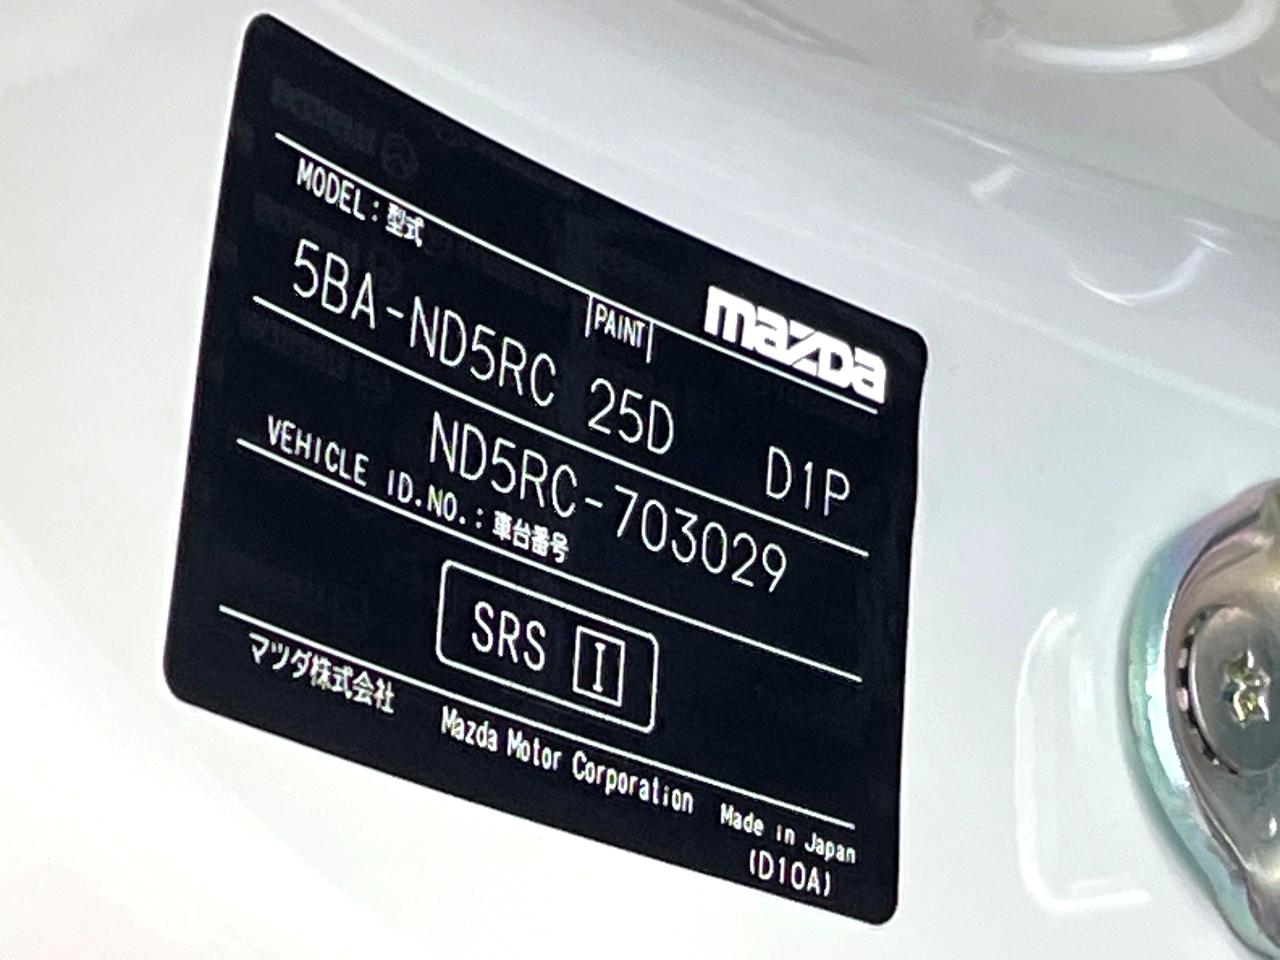 mazda
MODEL:型式
PAINT
5BA-ND5RC 25D D1P
ND5RC-703029
VEHICLE ID.NO.:車台番号
SRS I
マツダ株式会社 Mazda Motor Corporation Made in Japan
(D10A)